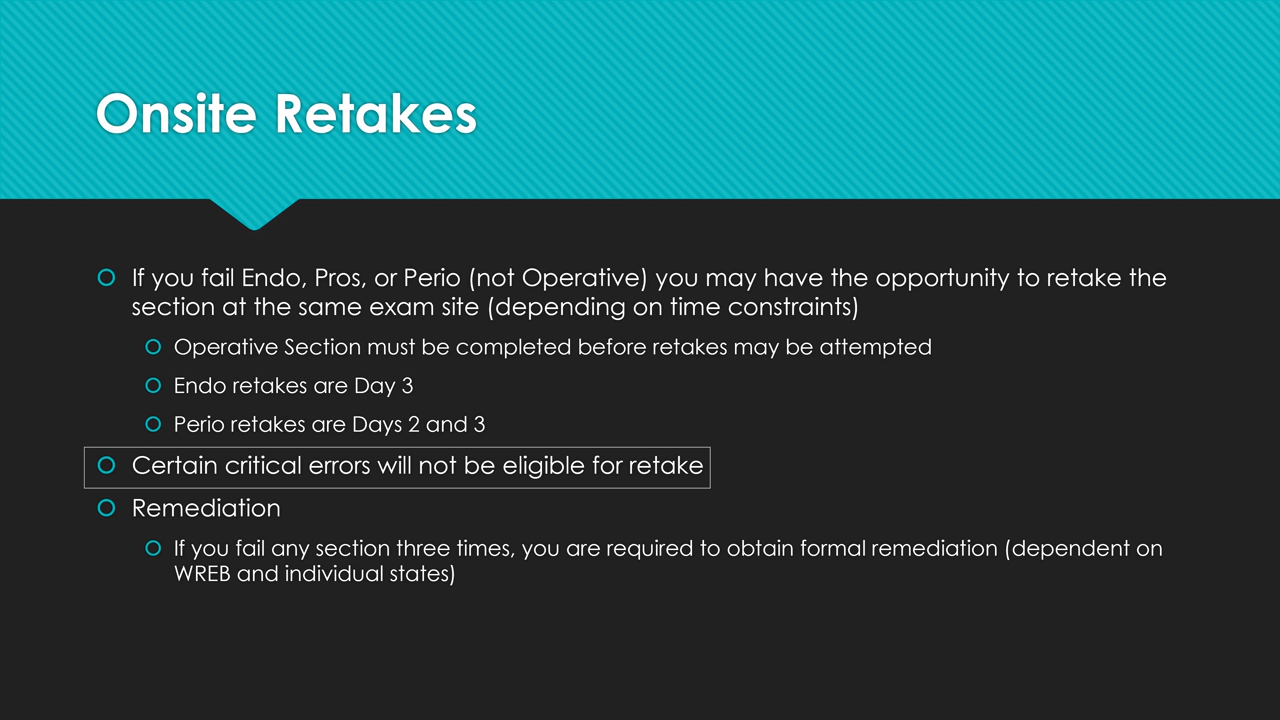 Onsite Retakes
If you fail Endo, Pros, or Perio (not Operative) you may have the opportunity to retake the
section at the same exam site (depending on time constraints)
Operative Section must be completed before retakes may be attempted
Endo retakes are Day 3
Perio retakes are Days 2 and 3
Certain critical errors will not be eligible for retake
Remediation
If you fail any section three times, you are required to obtain formal remediation (dependent on
WREB and individual states)